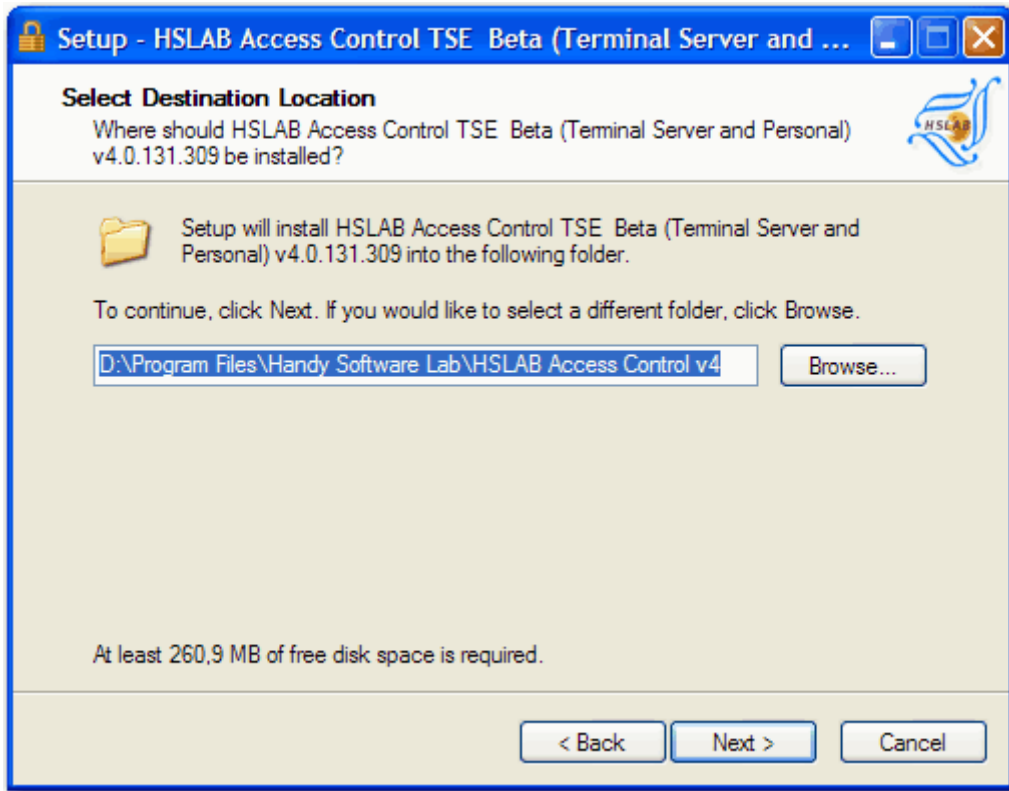 Setup - HSLAB Access Control TSE  Beta (Terminal Server and ...
Select Destination Location
Where should HSLAB Access Control TSE  Beta (Terminal Server and Personal)
v4.0.131.309 be installed?
HSLAB
Setup will install HSLAB Access Control TSE  Beta (Terminal Server and
Personal) v4.0.131.309 into the following folder.
To continue, click Next. If you would like to select a different folder, click Browse.
D:\Program Files\Handy Software Lab\HSLAB Access Control v4
Browse...
At least 260,9 MB of free disk space is required.
< Back
Next >
Cancel